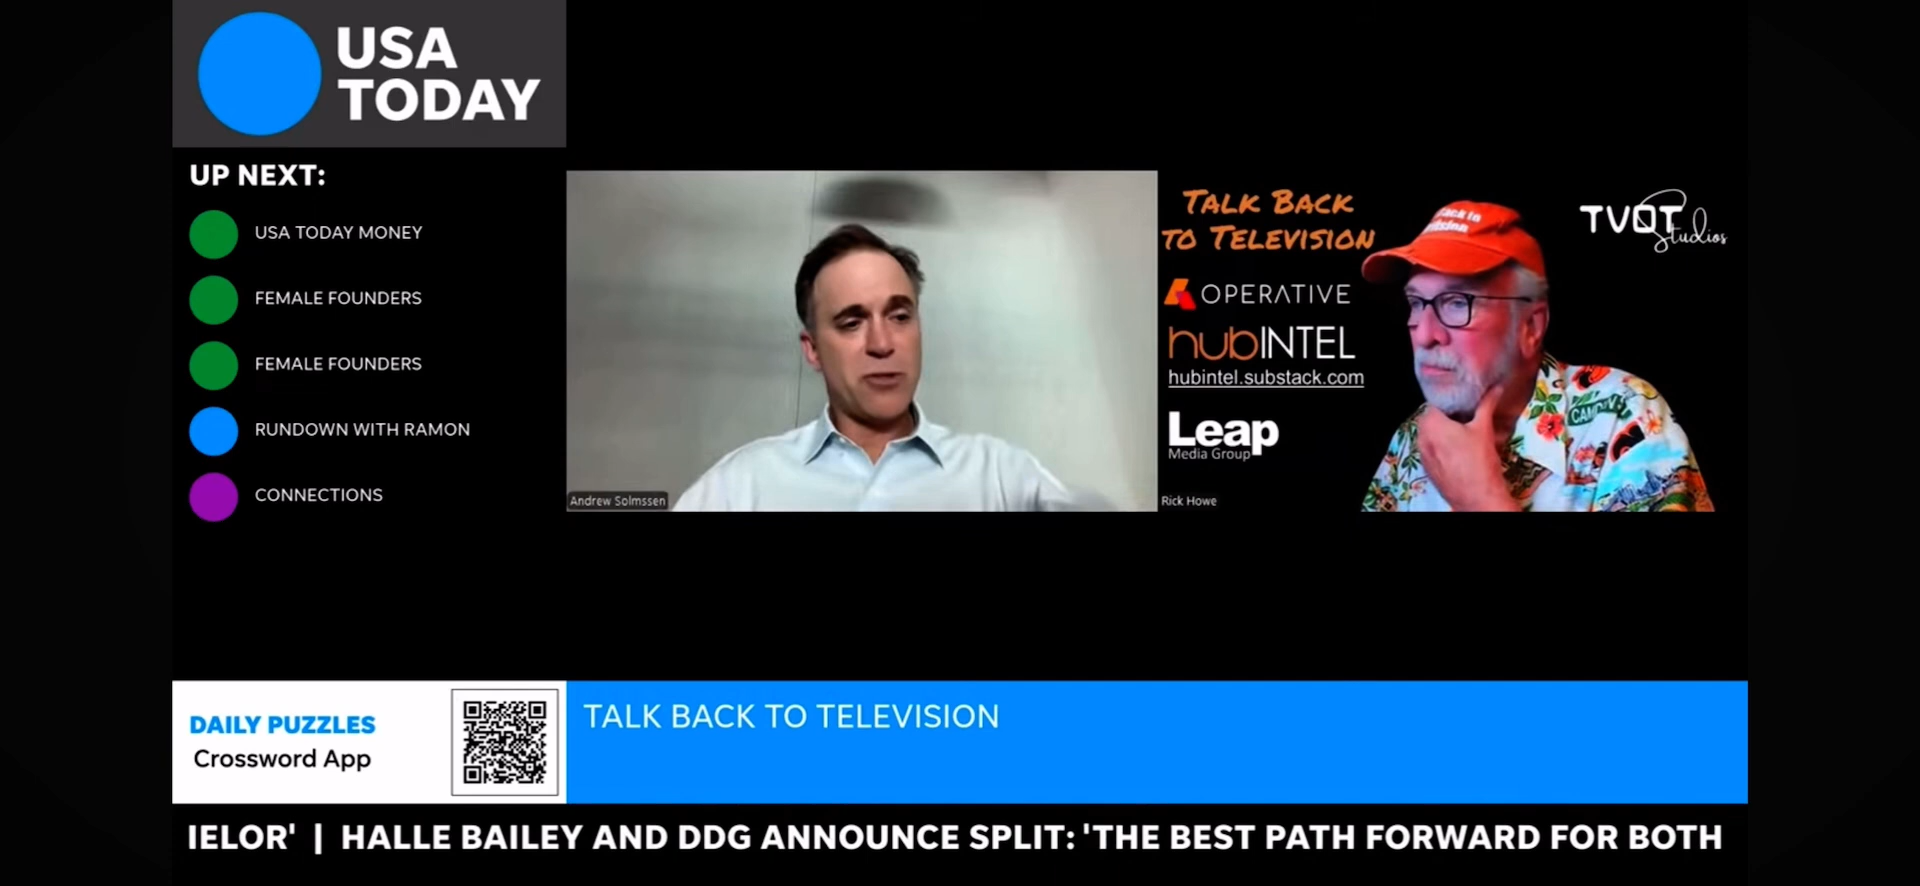 USA
TODAY
UP NEXT:
USA TODAY MONEY
FEMALE FOUNDERS
FEMALE FOUNDERS
RUNDOWN WITH RAMON
CONNECTIONS
Andrew Solmssen
TALK BACK
TO TELEVISION
OPERATIVE
hubINTEL
hubintel.substack.com
Leap
Media Group
Rick Howe
TVOT
Studios
DAILY PUZZLES
Crossword App
TALK BACK TO TELEVISION
IELOR' | HALLE BAILEY AND DDG ANNOUNCE SPLIT: 'THE BEST PATH FORWARD FOR BOTH